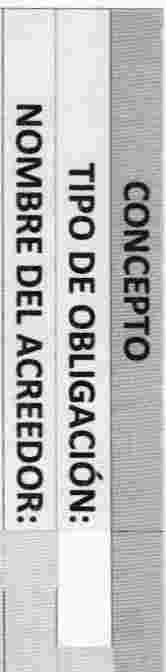 CONCEPTO
TIPO DE OBLIGACIÓN:
NOMBRE DEL ACREEDOR: